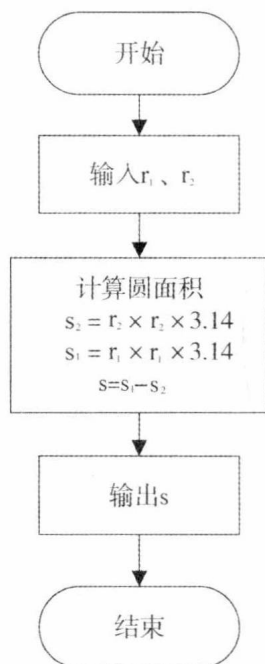 开始
输入r₁、r₂
计算圆面积
s₂ = r₂ × r₂ × 3.14
s₁ = r₁ × r₁ × 3.14
s=s₁−s₂
输出s
结束